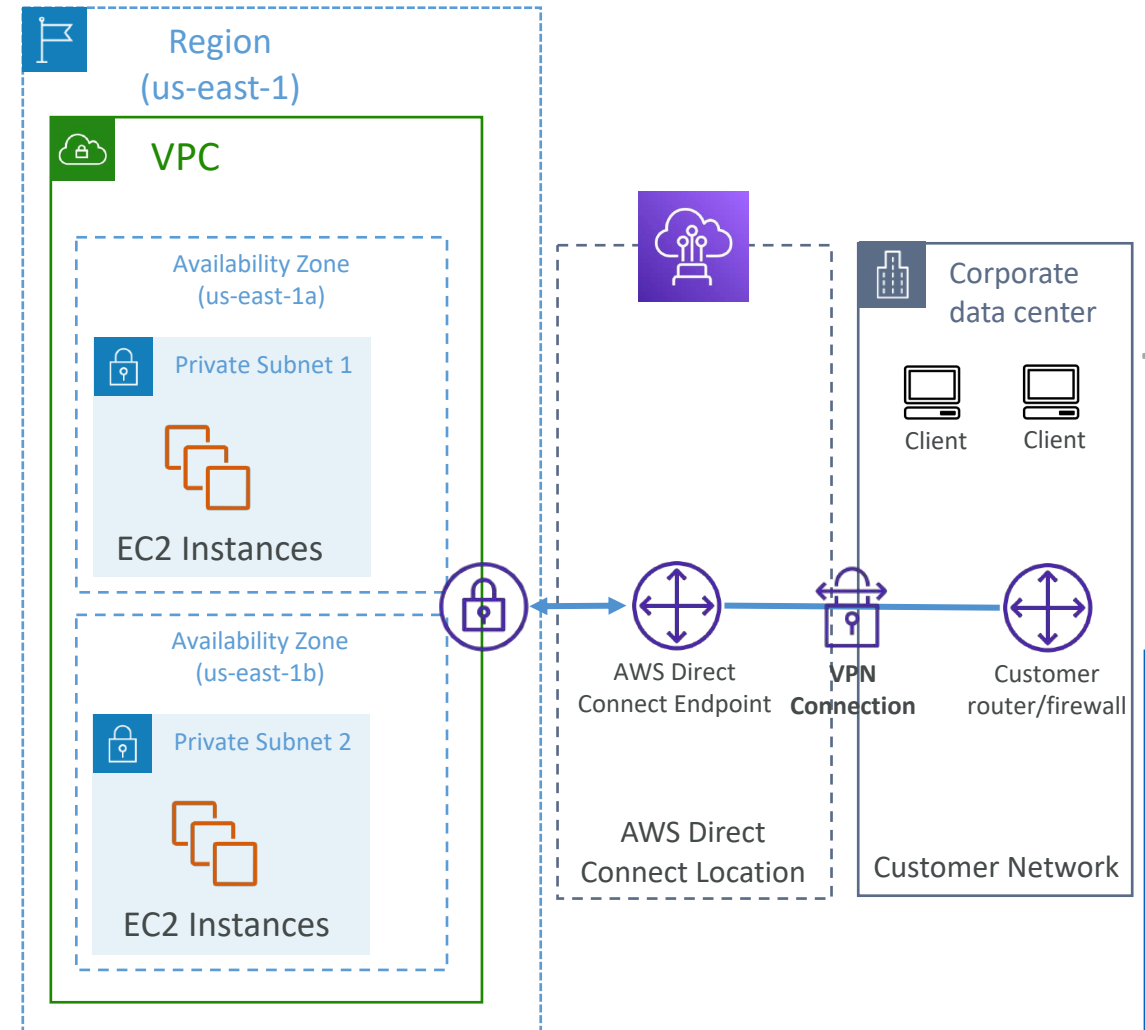 Region
(us-east-1)
VPC
Availability Zone
(us-east-1a)
Private Subnet 1
EC2 Instances
Availability Zone
(us-east-1b)
Private Subnet 2
EC2 Instances
AWS Direct
Connect Endpoint
VPN
Connection
AWS Direct
Connect Location
Corporate
data center
Client
Client
Customer
router/firewall
Customer Network